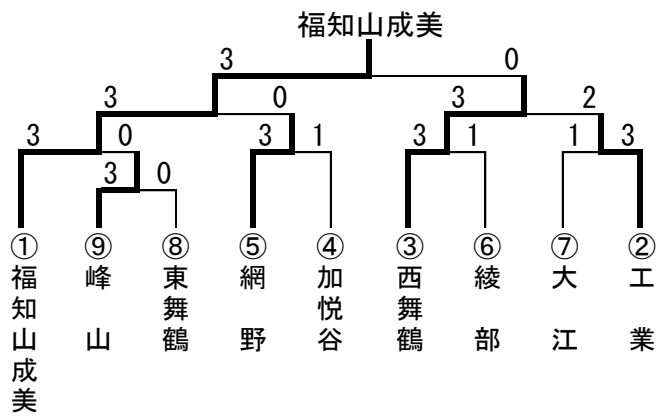 福知山成美
3 0
3 0 3 2
3 0 3 1 3 1 1 3
3 0
① ⑨ ⑧ ⑤ ④ ③ ⑥ ⑦ ②
福知山成美
峰山
東舞鶴
網野
加悦谷
西舞鶴
綾部
大江
工業